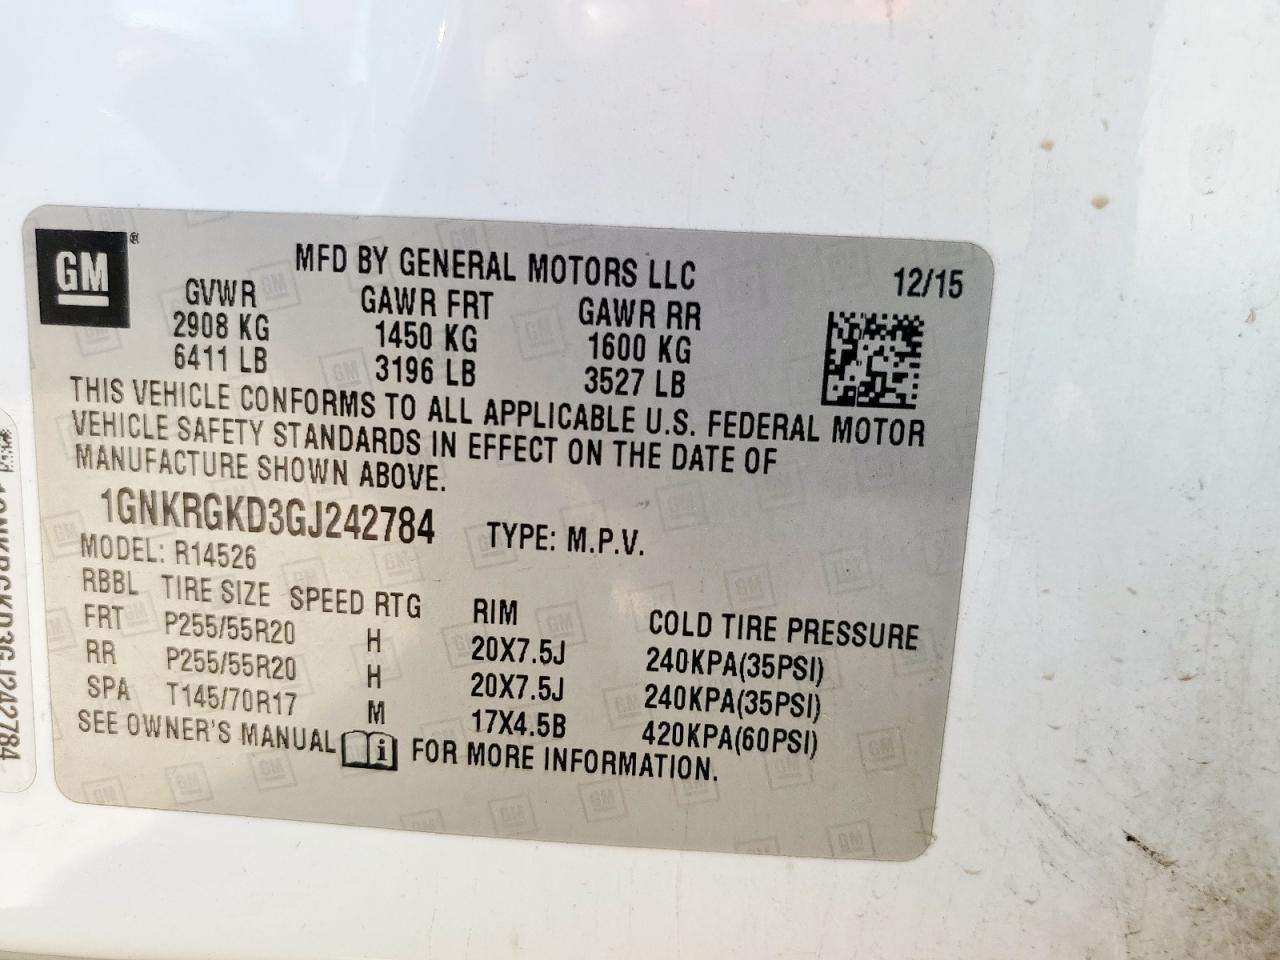 GM ®
MFD BY GENERAL MOTORS LLC 12/15
GVWR GAWR FRT GAWR RR
2908 KG 1450 KG 1600 KG
6411 LB 3196 LB 3527 LB
THIS VEHICLE CONFORMS TO ALL APPLICABLE U.S. FEDERAL MOTOR
VEHICLE SAFETY STANDARDS IN EFFECT ON THE DATE OF
MANUFACTURE SHOWN ABOVE.
1GNKRGKD3GJ242784 TYPE: M.P.V.
MODEL: R14526
RBBL TIRE SIZE SPEED RTG RIM COLD TIRE PRESSURE
FRT P255/55R20 H 20X7.5J 240KPA(35PSI)
RR P255/55R20 H 20X7.5J 240KPA(35PSI)
SPA T145/70R17 M 17X4.5B 420KPA(60PSI)
SEE OWNER'S MANUAL i FOR MORE INFORMATION.
1GNKRGKD3GJ242784